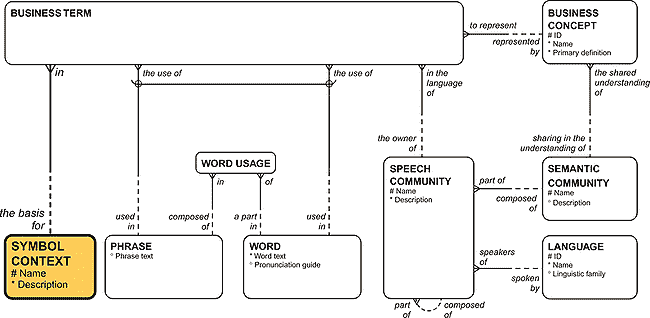 BUSINESS TERM
to represent
represented
by
BUSINESS
CONCEPT
# ID
* Name
* Primary definition
in
the use of
the use of
in the
language
of
the shared
understanding
of
WORD USAGE
in
of
the owner
of
sharing in the
understanding of
the basis
for
used
in
composed
of
a part
in
used
in
SPEECH
COMMUNITY
# Name
* Description
part of
composed
of
SEMANTIC
COMMUNITY
# Name
° Description
SYMBOL
CONTEXT
# Name
* Description
PHRASE
° Phrase text
WORD
* Word text
° Pronunciation guide
speakers
of
spoken
by
LANGUAGE
# ID
* Name
° Linguistic family
part
of
composed
of